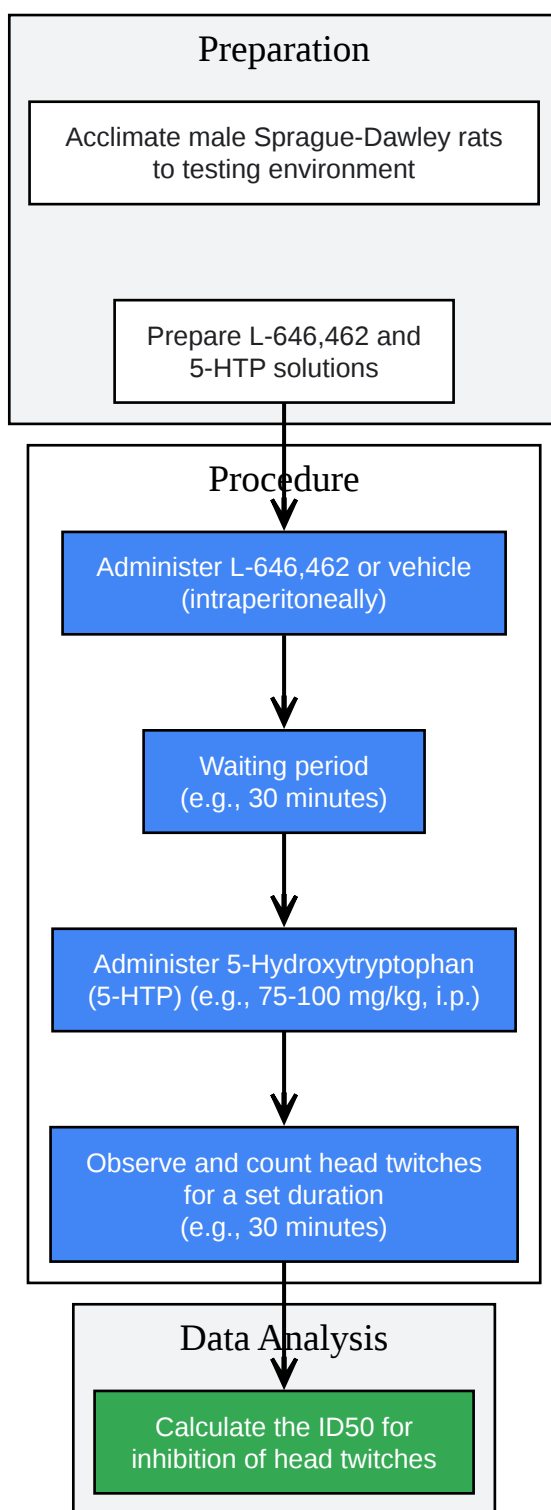 Preparation
Acclimate male Sprague-Dawley rats
to testing environment
Prepare L-646,462 and
5-HTP solutions
Procedure
Administer L-646,462 or vehicle
(intraperitoneally)
Waiting period
(e.g., 30 minutes)
Administer 5-Hydroxytryptophan
(5-HTP) (e.g., 75-100 mg/kg, i.p.)
Observe and count head twitches
for a set duration
(e.g., 30 minutes)
Data Analysis
Calculate the ID50 for
inhibition of head twitches